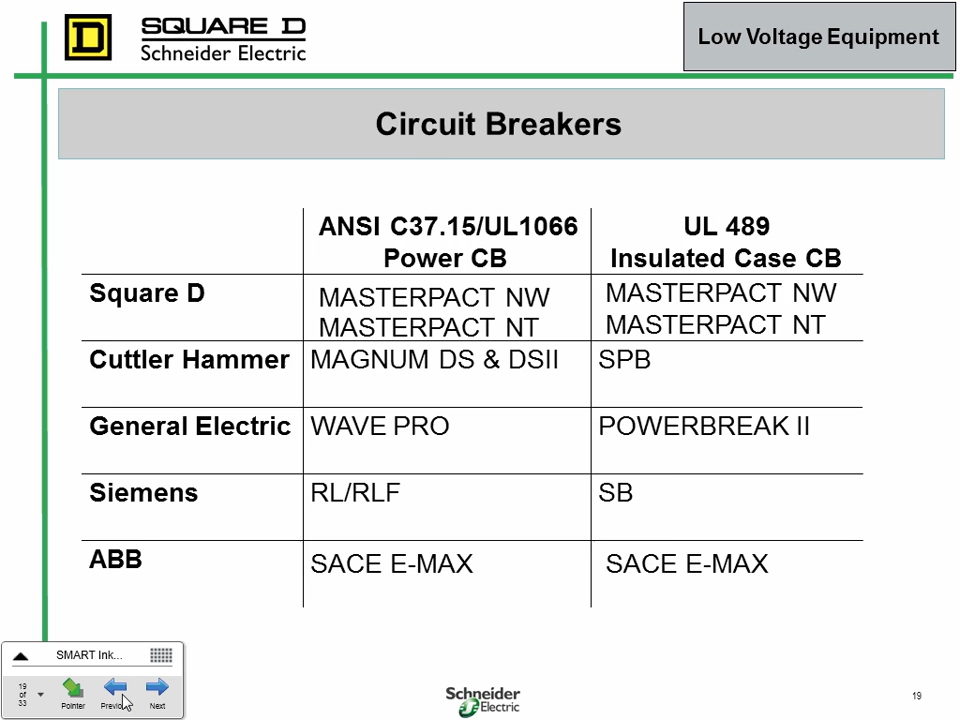 SQUARE D
Schneider Electric
Low Voltage Equipment
Circuit Breakers
ANSI C37.15/UL1066
Power CB
UL 489
Insulated Case CB
Square D
MASTERPACT NW
MASTERPACT NT
MASTERPACT NW
MASTERPACT NT
Cuttler Hammer
MAGNUM DS & DSII
SPB
General Electric
WAVE PRO
POWERBREAK II
Siemens
RL/RLF
SB
ABB
SACE E-MAX
SACE E-MAX
SMART Ink...
19
of
33
Pointer
Next
Schneider
Electric
19